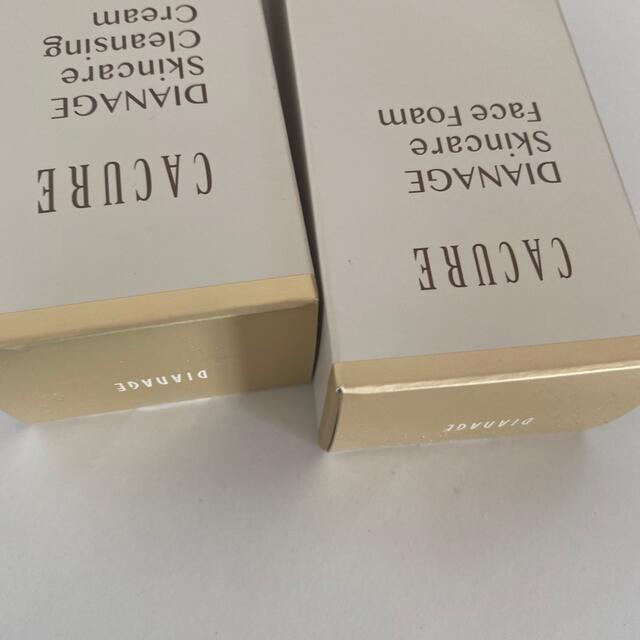 CACURE
DIANAGE
Skincare
Cleansing
Cream
DIANAGE
CACURE
DIANAGE
Skincare
Face Foam
DIANAGE